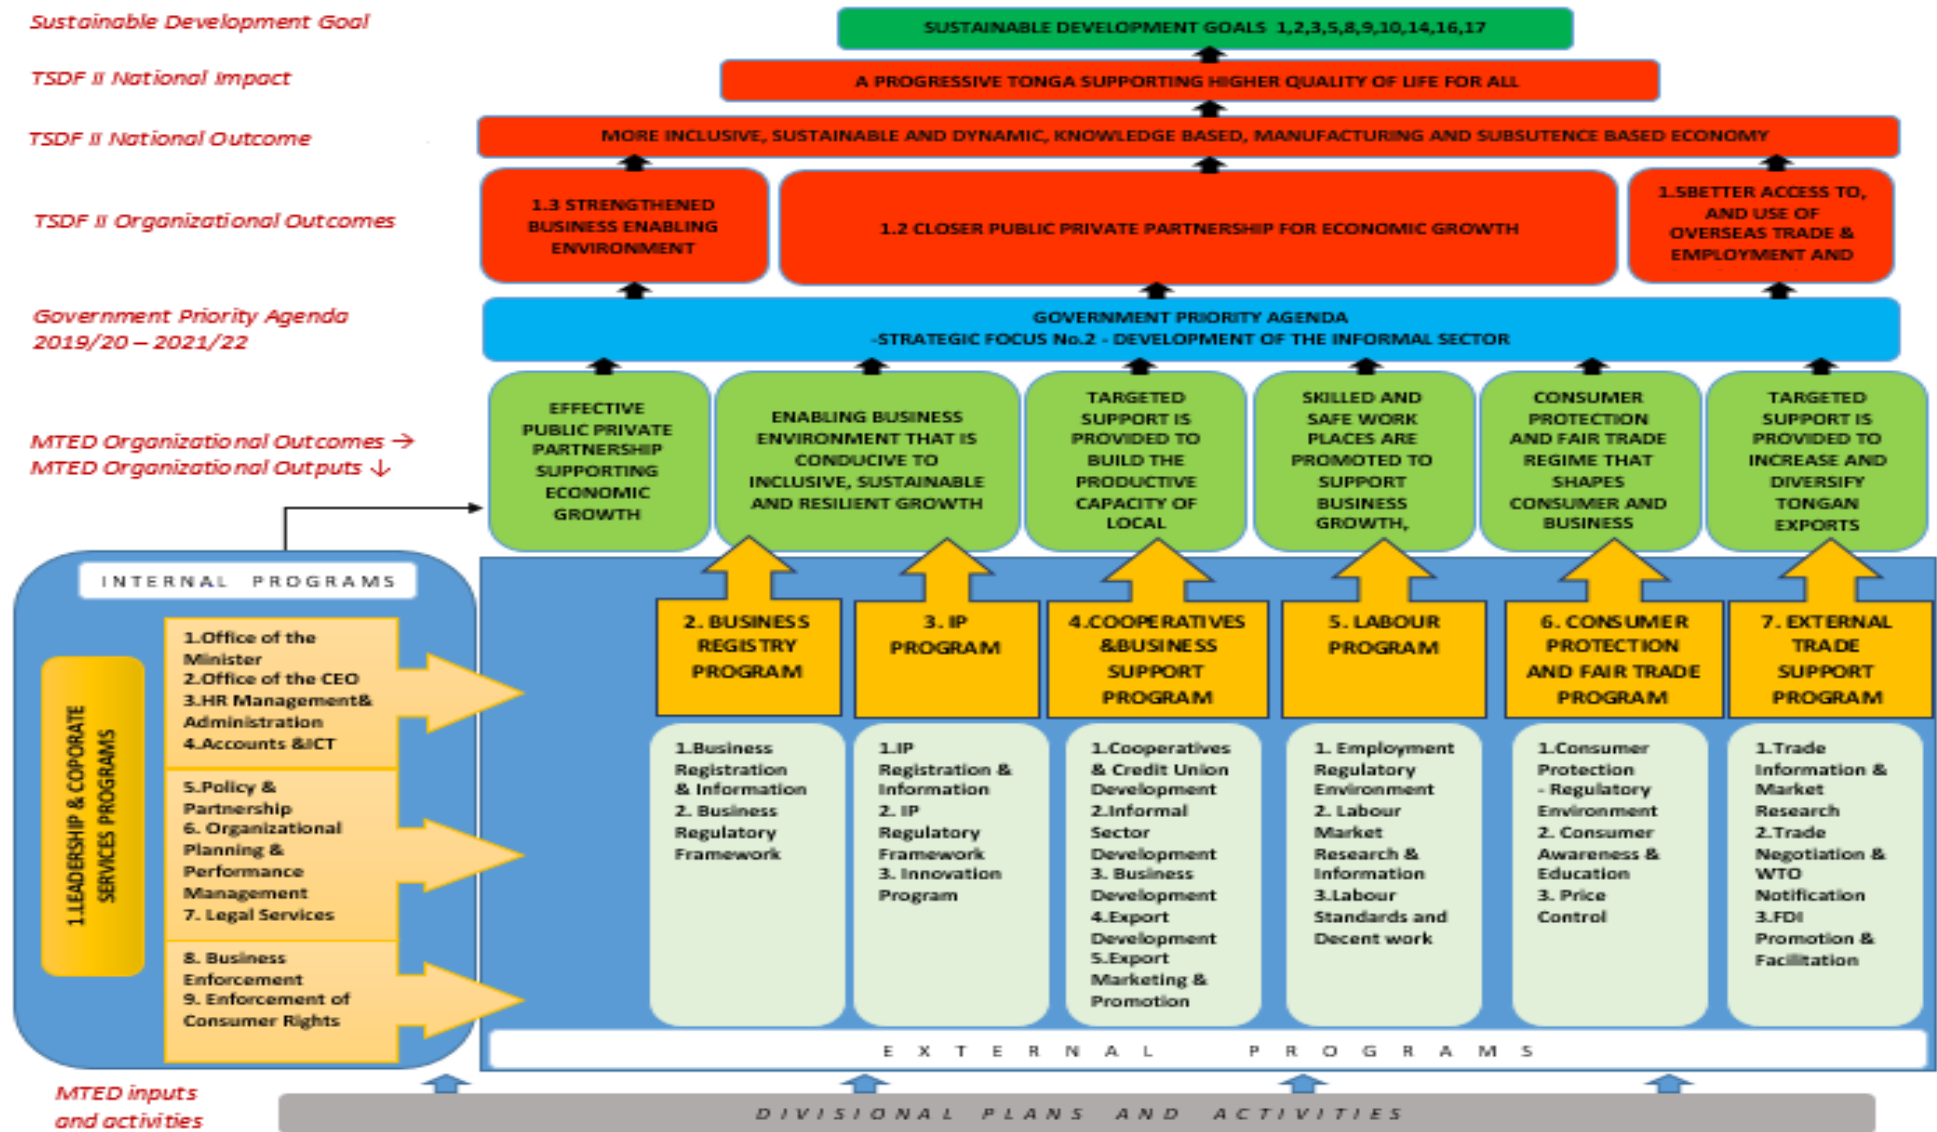 Sustainable Development Goal
SUSTAINABLE DEVELOPMENT GOALS 1,2,3,5,8,9,10,14,16,17
TSDF II National Impact
A PROGRESSIVE TONGA SUPPORTING HIGHER QUALITY OF LIFE FOR ALL
TSDF II National Outcome
MORE INCLUSIVE, SUSTAINABLE AND DYNAMIC, KNOWLEDGE BASED, MANUFACTURING AND SUBSUTENCE BASED ECONOMY
TSDF II Organizational Outcomes
1.3 STRENGTHENED
BUSINESS ENABLING
ENVIRONMENT
1.2 CLOSER PUBLIC PRIVATE PARTNERSHIP FOR ECONOMIC GROWTH
1.5BETTER ACCESS TO,
AND USE OF
OVERSEAS TRADE &
EMPLOYMENT AND
Government Priority Agenda
2019/20 – 2021/22
GOVERNMENT PRIORITY AGENDA
-STRATEGIC FOCUS No.2 - DEVELOPMENT OF THE INFORMAL SECTOR
MTED Organizational Outcomes →
MTED Organizational Outputs ↓
EFFECTIVE
PUBLIC PRIVATE
PARTNERSHIP
SUPPORTING
ECONOMIC
GROWTH
ENABLING BUSINESS
ENVIRONMENT THAT IS
CONDUCIVE TO
INCLUSIVE, SUSTAINABLE
AND RESILIENT GROWTH
TARGETED
SUPPORT IS
PROVIDED TO
BUILD THE
PRODUCTIVE
CAPACITY OF
LOCAL
SKILLED AND
SAFE WORK
PLACES ARE
PROMOTED TO
SUPPORT
BUSINESS
GROWTH,
CONSUMER
PROTECTION
AND FAIR TRADE
REGIME THAT
SHAPES
CONSUMER AND
BUSINESS
TARGETED
SUPPORT IS
PROVIDED TO
INCREASE AND
DIVERSIFY
TONGAN
EXPORTS
INTERNAL PROGRAMS
1.LEADERSHIP & COPORATE
SERVICES PROGRAMS
1.Office of the
Minister
2.Office of the CEO
3.HR Management&
Administration
4.Accounts &ICT
5.Policy &
Partnership
6. Organizational
Planning &
Performance
Management
7. Legal Services
8. Business
Enforcement
9. Enforcement of
Consumer Rights
2. BUSINESS
REGISTRY
PROGRAM
3. IP
PROGRAM
4.COOPERATIVES
&BUSINESS
SUPPORT
PROGRAM
5. LABOUR
PROGRAM
6. CONSUMER
PROTECTION
AND FAIR TRADE
PROGRAM
7. EXTERNAL
TRADE
SUPPORT
PROGRAM
1.Business
Registration
& Information
2. Business
Regulatory
Framework
1.IP
Registration &
Information
2. IP
Regulatory
Framework
3. Innovation
Program
1.Cooperatives
& Credit Union
Development
2.Informal
Sector
Development
3. Business
Development
4.Export
Development
5.Export
Marketing &
Promotion
1. Employment
Regulatory
Environment
2. Labour
Market
Research &
Information
3.Labour
Standards and
Decent work
1.Consumer
Protection
- Regulatory
Environment
2. Consumer
Awareness &
Education
3. Price
Control
1.Trade
Information &
Market
Research
2.Trade
Negotiation &
WTO
Notification
3.FDI
Promotion &
Facilitation
EXTERNAL PROGRAMS
MTED inputs
and activities
DIVISIONAL PLANS AND ACTIVITIES